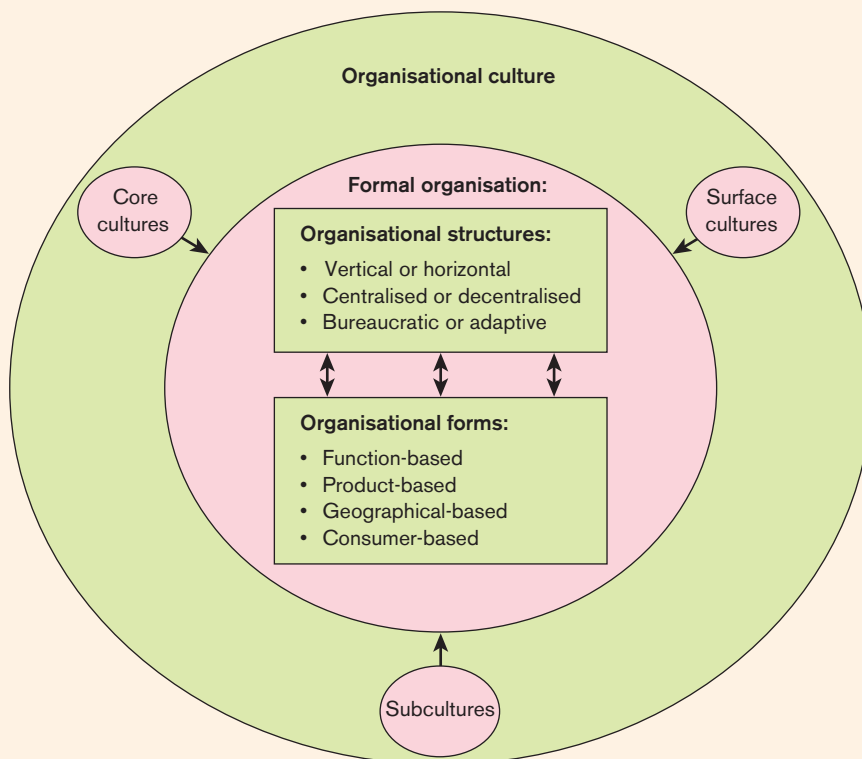 Organisational culture
Core
cultures
Surface
cultures
Formal organisation:
Organisational structures:
• Vertical or horizontal
• Centralised or decentralised
• Bureaucratic or adaptive
Organisational forms:
• Function-based
• Product-based
• Geographical-based
• Consumer-based
Subcultures